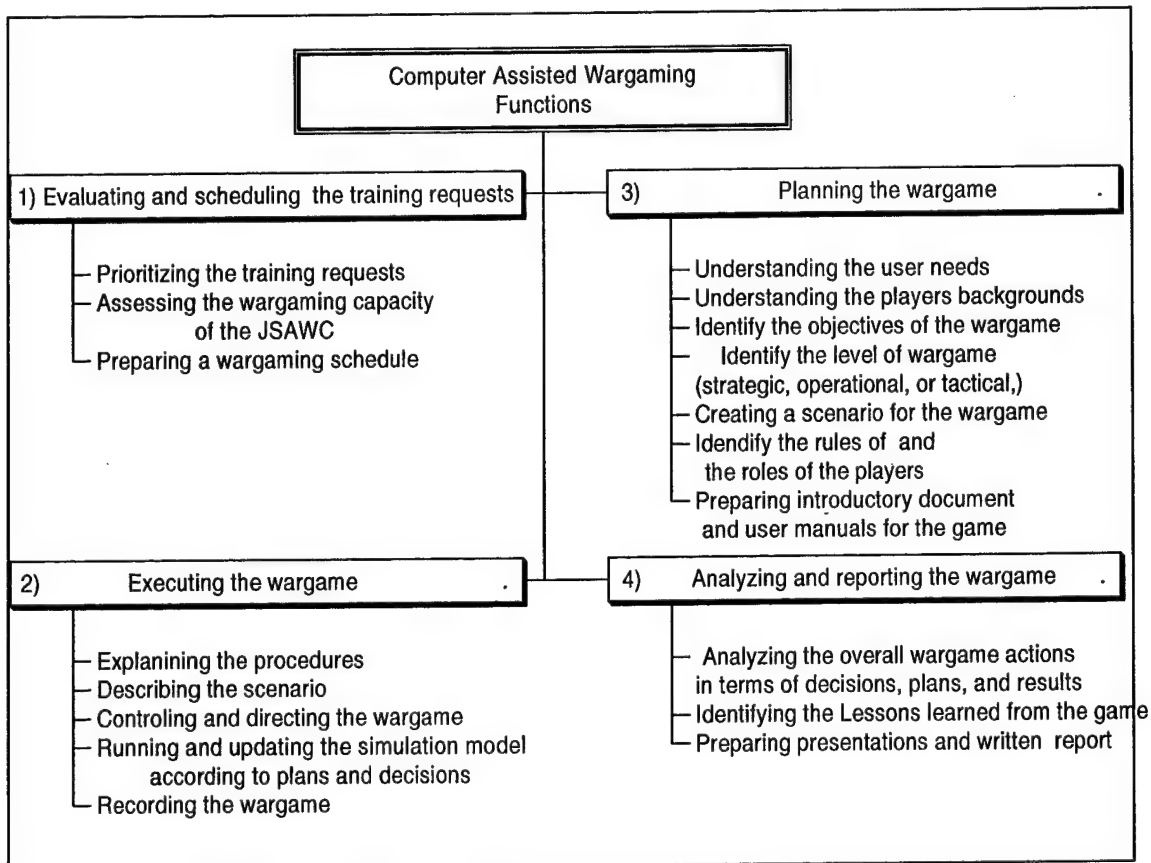 Computer Assisted Wargaming
Functions
1) Evaluating and scheduling the training requests
Prioritizing the training requests
Assessing the wargaming capacity
of the JSAWC
Preparing a wargaming schedule
3) Planning the wargame .
Understanding the user needs
Understanding the players backgrounds
Identify the objectives of the wargame
Identify the level of wargame
(strategic, operational, or tactical,)
Creating a scenario for the wargame
Idendify the rules of and
the roles of the players
Preparing introductory document
and user manuals for the game
2) Executing the wargame .
Explanining the procedures
Describing the scenario
Controling and directing the wargame
Running and updating the simulation model
according to plans and decisions
Recording the wargame
4) Analyzing and reporting the wargame .
Analyzing the overall wargame actions
in terms of decisions, plans, and results
Identifying the Lessons learned from the game
Preparing presentations and written report